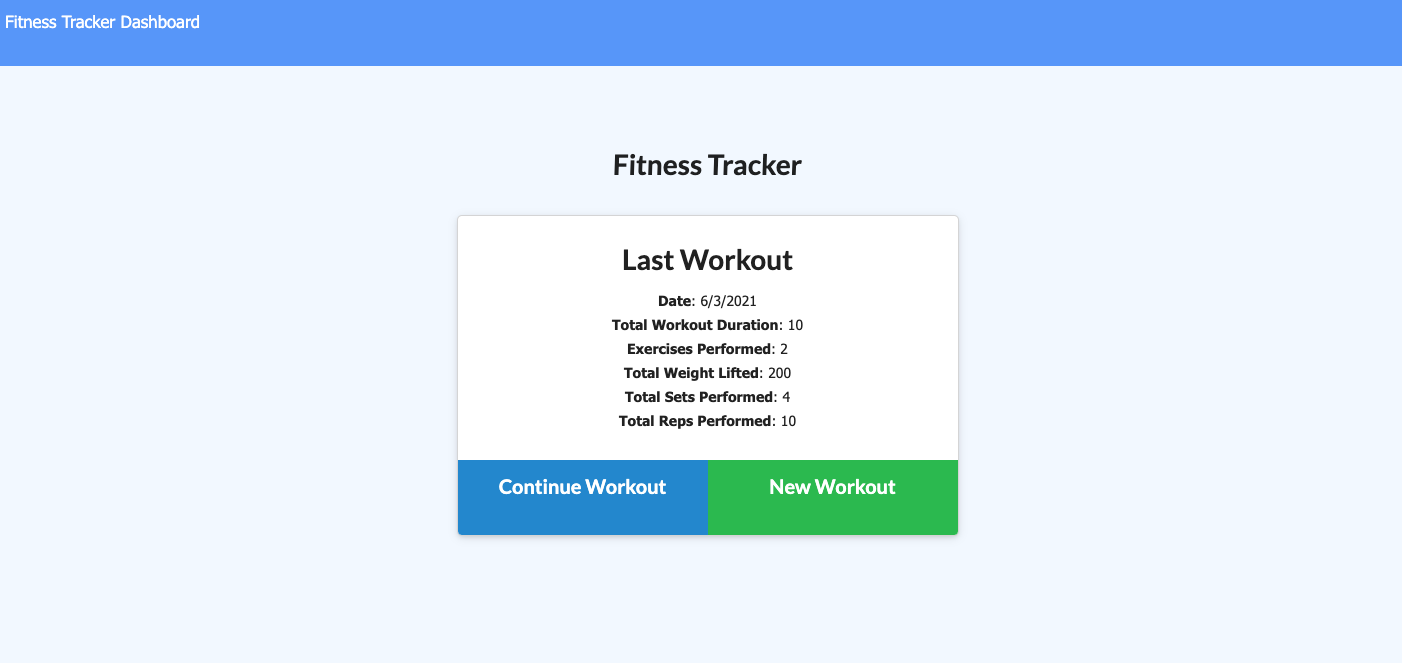 Fitness Tracker Dashboard
Fitness Tracker
Last Workout
Date: 6/3/2021
Total Workout Duration: 10
Exercises Performed: 2
Total Weight Lifted: 200
Total Sets Performed: 4
Total Reps Performed: 10
Continue Workout New Workout